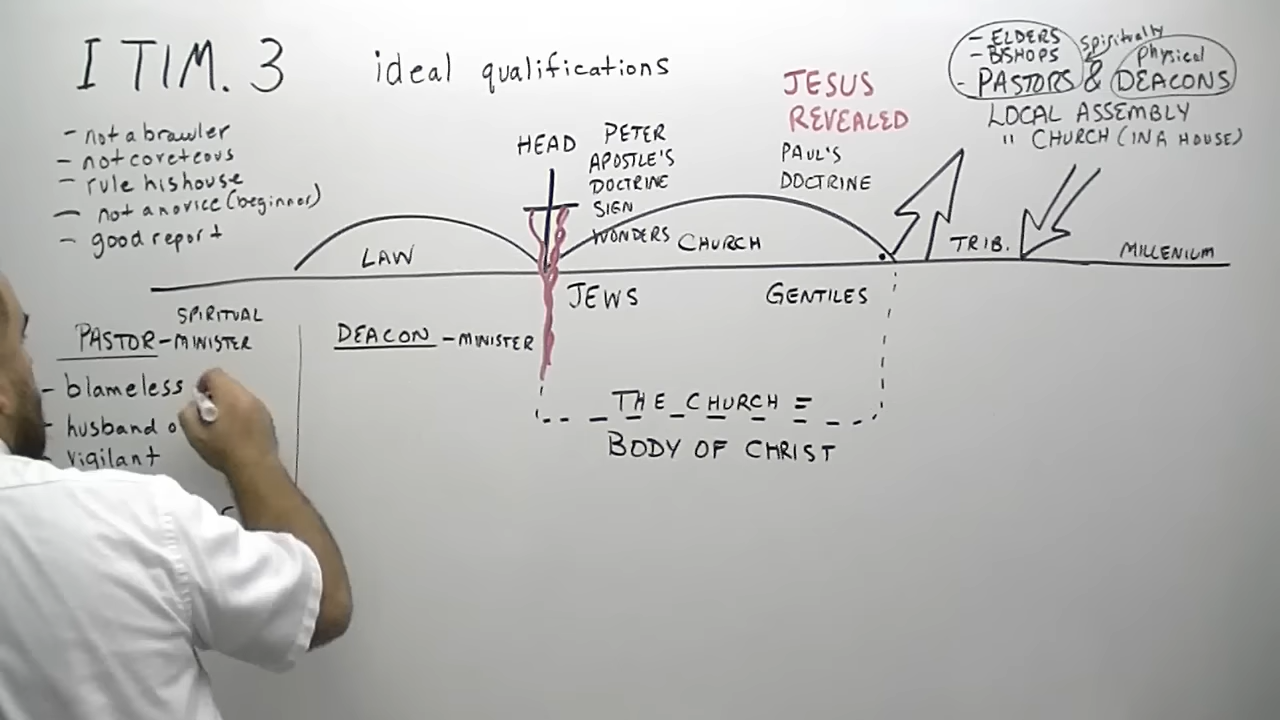 I TIM. 3
ideal qualifications
- ELDERS
- BISHOPS
spiritually
physical
- PASTORS & DEACONS
LOCAL ASSEMBLY
" CHURCH (IN A HOUSE)
- not a brawler
- not coveteous
- rule his house
- not a novice (beginner)
- good report
HEAD
PETER
APOSTLE'S
DOCTRINE
SIGN
WONDERS
JESUS
REVEALED
PAUL'S
DOCTRINE
LAW
CHURCH
TRIB.
MILLENIUM
JEWS
GENTILES
SPIRITUAL
PASTOR - MINISTER
DEACON - MINISTER
- blameless
- husband
- vigilant
THE CHURCH =
BODY OF CHRIST